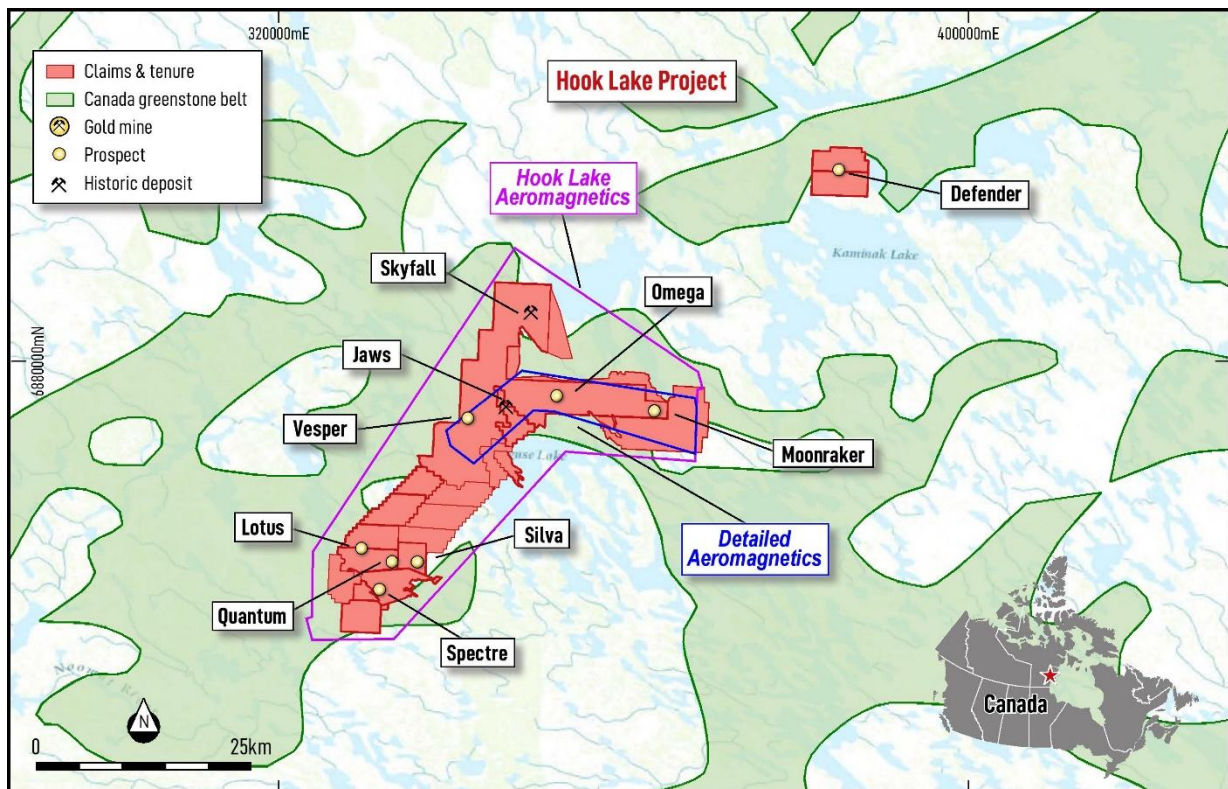 320000mE
400000mE
Claims & tenure
Canada greenstone belt
Gold mine
Prospect
Historic deposit
Hook Lake Project
Hook Lake
Aeromagnetics
Defender
Kaminak Lake
Skyfall
Omega
6880000mN
Jaws
Vesper
Moonraker
Lake
Lotus
Silva
Detailed
Aeromagnetics
Quantum
Spectre
N
0
25km
Canada